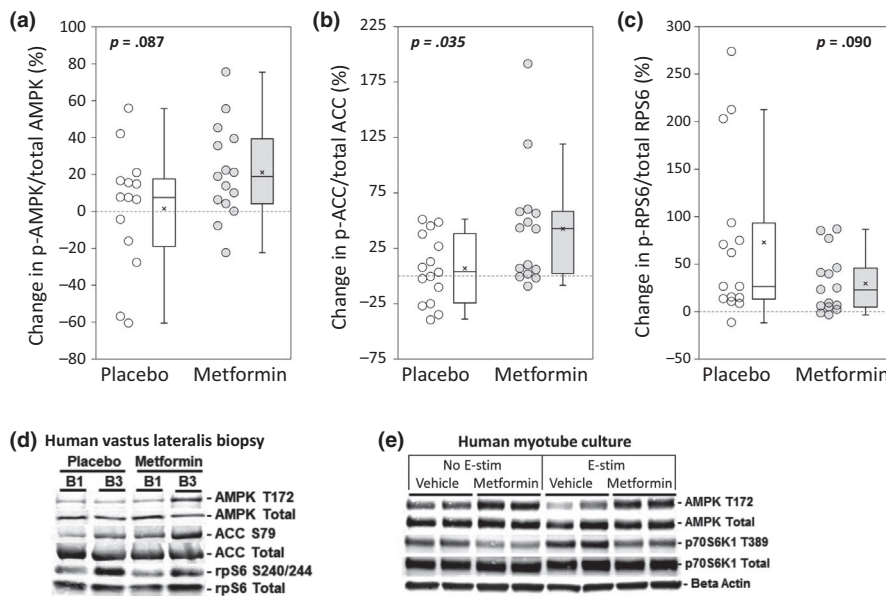 (a)
p = .087
Change in p-AMPK/total AMPK (%)
100
80
60
40
20
0
–20
–40
–60
–80
Placebo Metformin
(b)
p = .035
Change in p-ACC/total ACC (%)
225
175
125
75
25
–25
–75
Placebo Metformin
(c)
p = .090
Change in p-RPS6/total RPS6 (%)
300
250
200
150
100
50
0
–50
Placebo Metformin
(d) Human vastus lateralis biopsy
Placebo Metformin
B1 B3 B1 B3
- AMPK T172
- AMPK Total
- ACC S79
- ACC Total
- rpS6 S240/244
- rpS6 Total
(e) Human myotube culture
No E-stim E-stim
Vehicle Metformin Vehicle Metformin
- AMPK T172
- AMPK Total
- p70S6K1 T389
- p70S6K1 Total
- Beta Actin